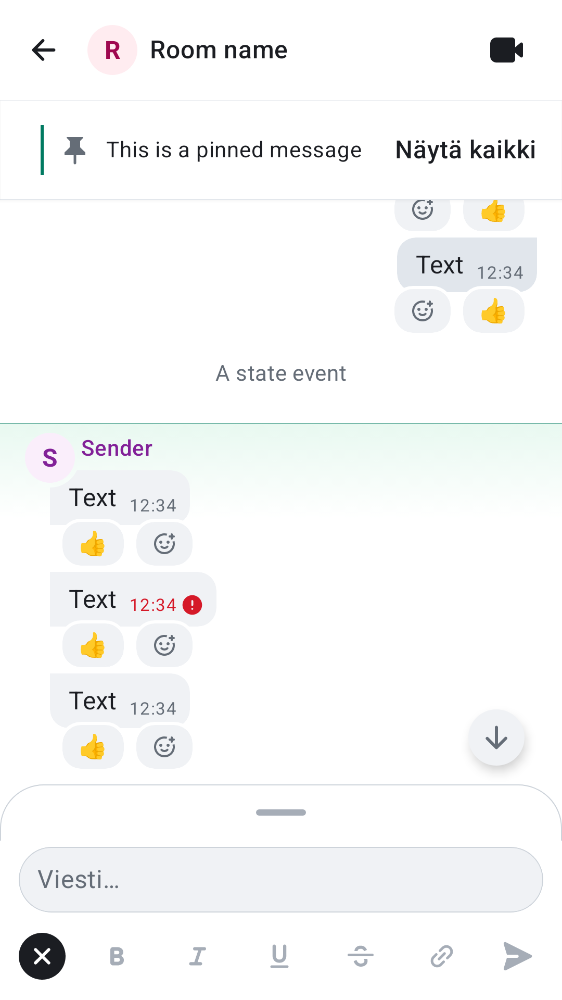 R Room name
This is a pinned message Näytä kaikki
👍
Text 12:34
👍
A state event
S Sender
Text 12:34
👍
Text 12:34
👍
Text 12:34
👍
Viesti…
B I U S